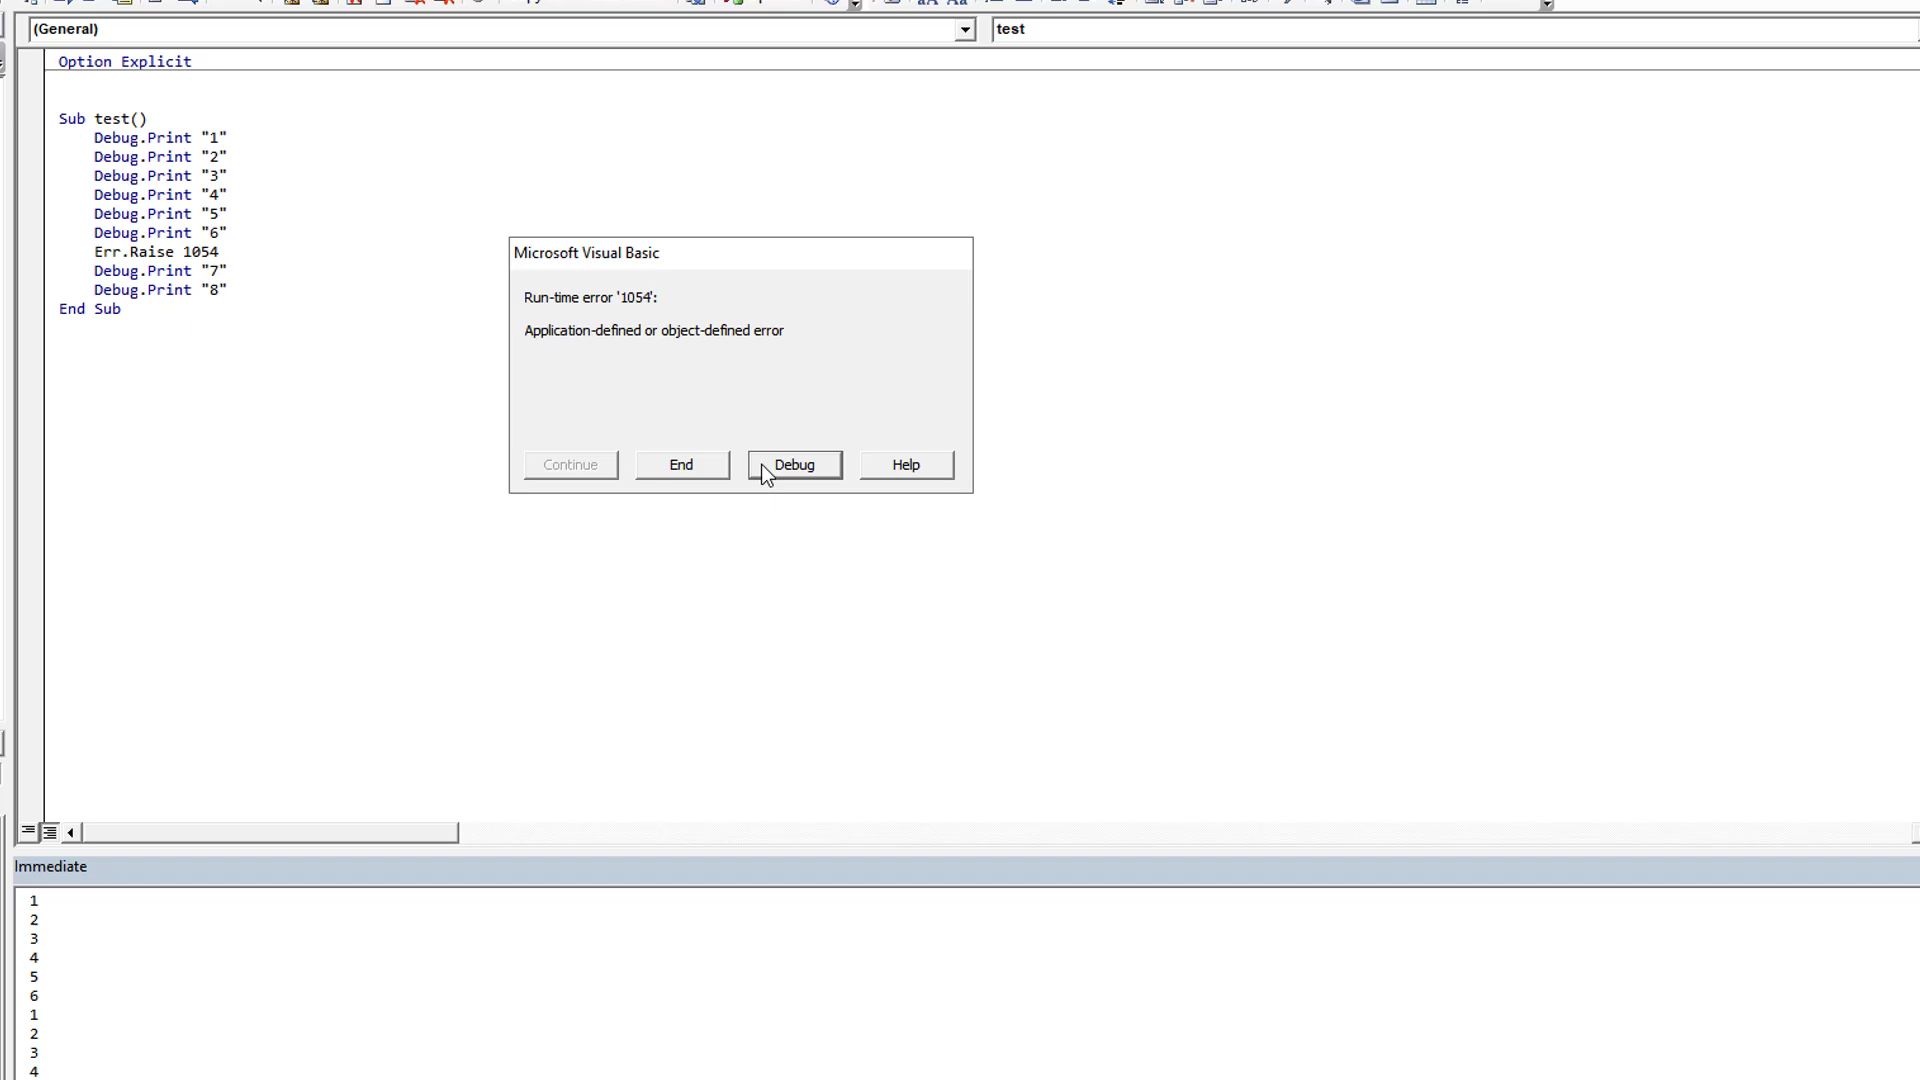 (General)
test
Option Explicit
Sub test()
Debug.Print "1"
Debug.Print "2"
Debug.Print "3"
Debug.Print "4"
Debug.Print "5"
Debug.Print "6"
Err.Raise 1054
Debug.Print "7"
Debug.Print "8"
End Sub
Microsoft Visual Basic
Run-time error '1054':
Application-defined or object-defined error
Continue
End
Debug
Help
Immediate
1
2
3
4
5
6
1
2
3
4